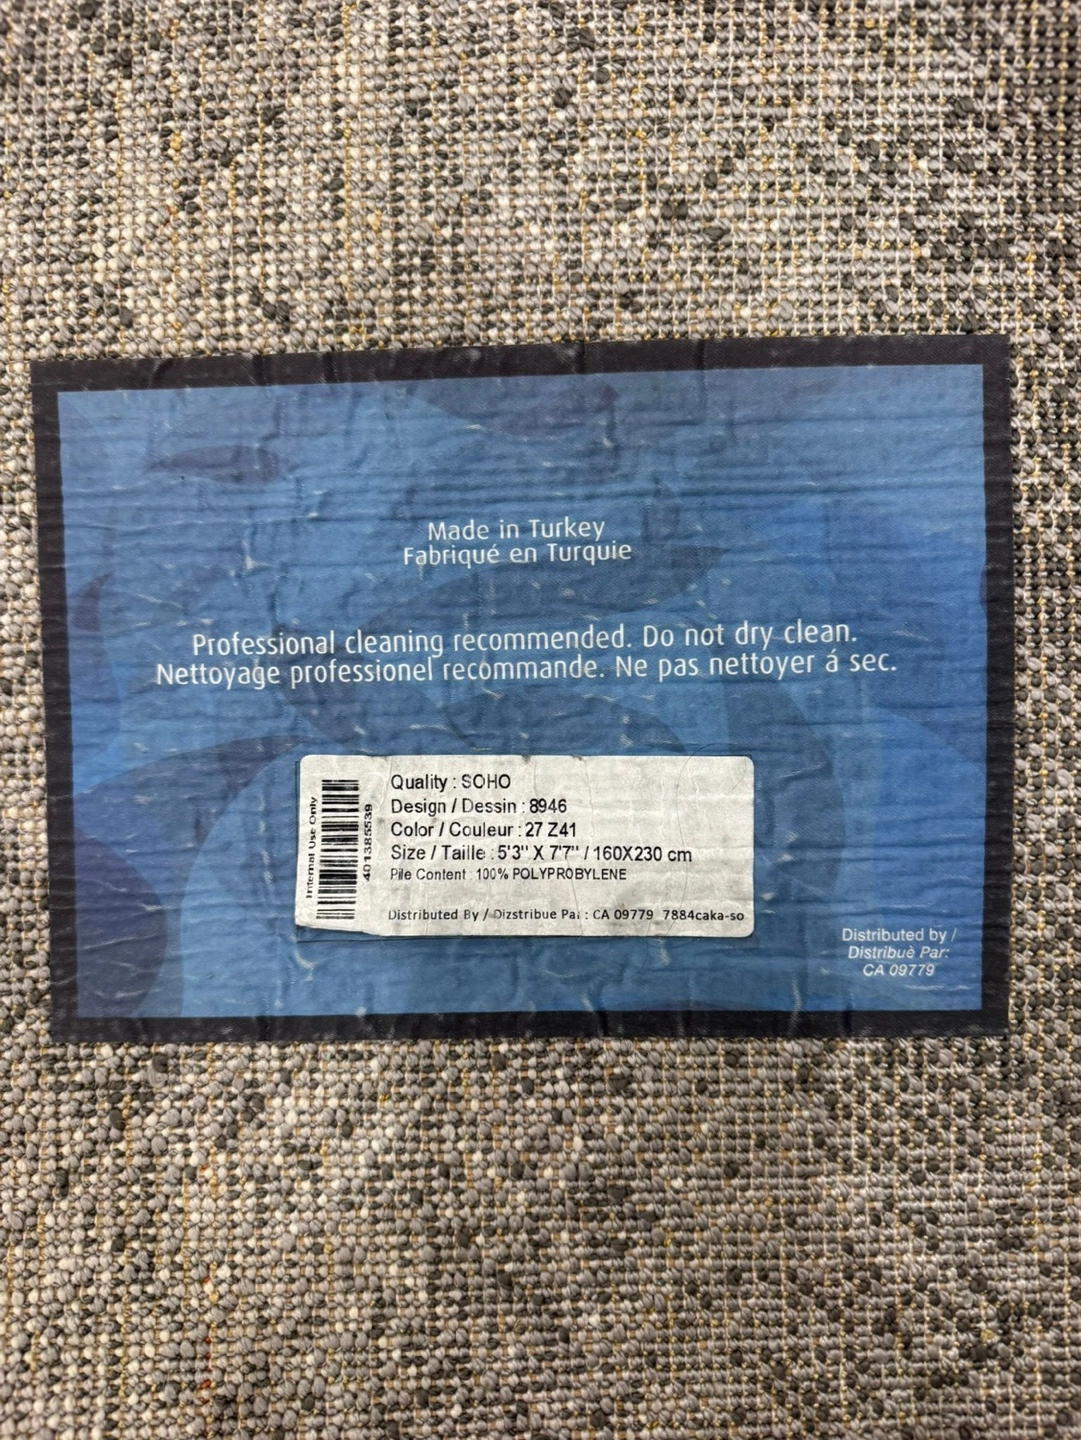 Made in Turkey
Fabriqué en Turquie
Professional cleaning recommended. Do not dry clean.
Nettoyage professionel recommande. Ne pas nettoyer á sec.
Internal Use Only
401385539
Quality : SOHO
Design / Dessin : 8946
Color / Couleur : 27 Z41
Size / Taille : 5'3'' X 7'7'' / 160X230 cm
Pile Content : 100% POLYPROBYLENE
Distributed By / Dizstribue Par : CA 09779 7884caka-so
Distributed by /
Distribuè Par:
CA 09779